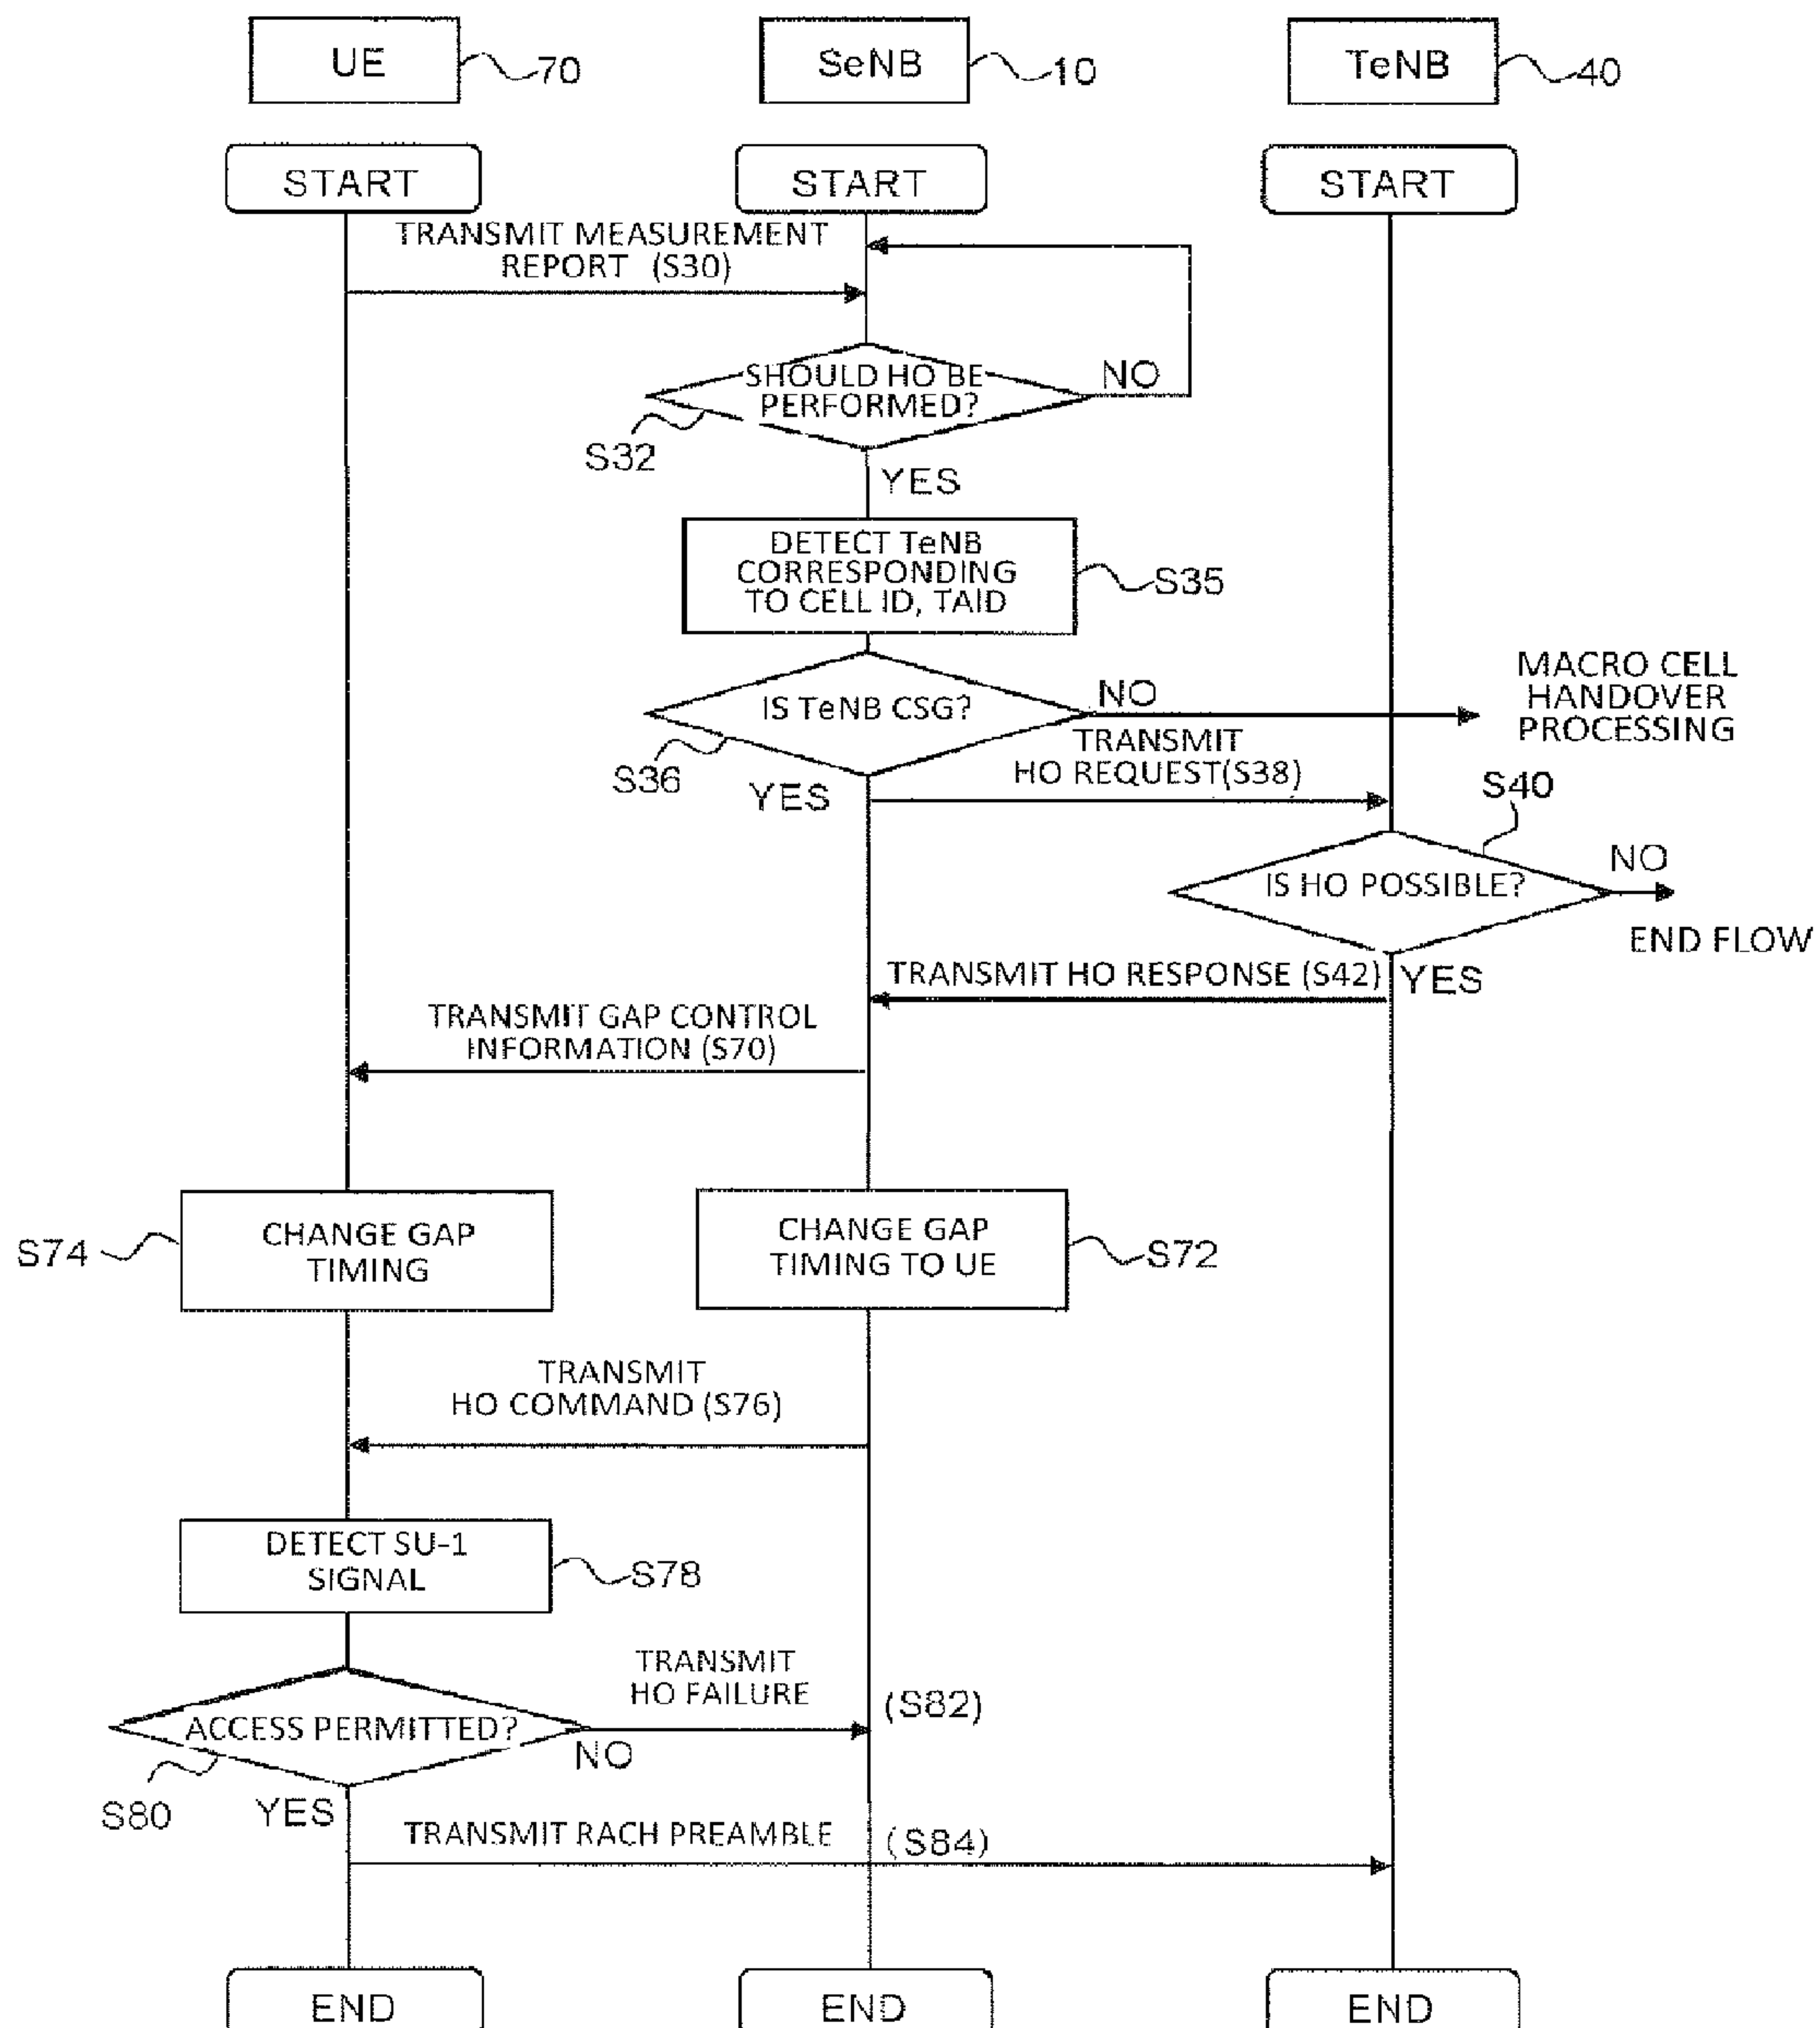 UE
70
SeNB
10
TeNB
40
START
START
START
TRANSMIT MEASUREMENT
REPORT (S30)
SHOULD HO BE
PERFORMED?
NO
S32
YES
DETECT TeNB
CORRESPONDING
TO CELL ID, TAID
S35
IS TeNB CSG?
NO
MACRO CELL
HANDOVER
PROCESSING
S36
YES
TRANSMIT
HO REQUEST(S38)
S40
IS HO POSSIBLE?
NO
END FLOW
YES
TRANSMIT HO RESPONSE (S42)
TRANSMIT GAP CONTROL
INFORMATION (S70)
S74
CHANGE GAP
TIMING
CHANGE GAP
TIMING TO UE
S72
TRANSMIT
HO COMMAND (S76)
DETECT SU-1
SIGNAL
S78
TRANSMIT
HO FAILURE
(S82)
ACCESS PERMITTED?
NO
S80
YES
TRANSMIT RACH PREAMBLE
(S84)
END
END
END